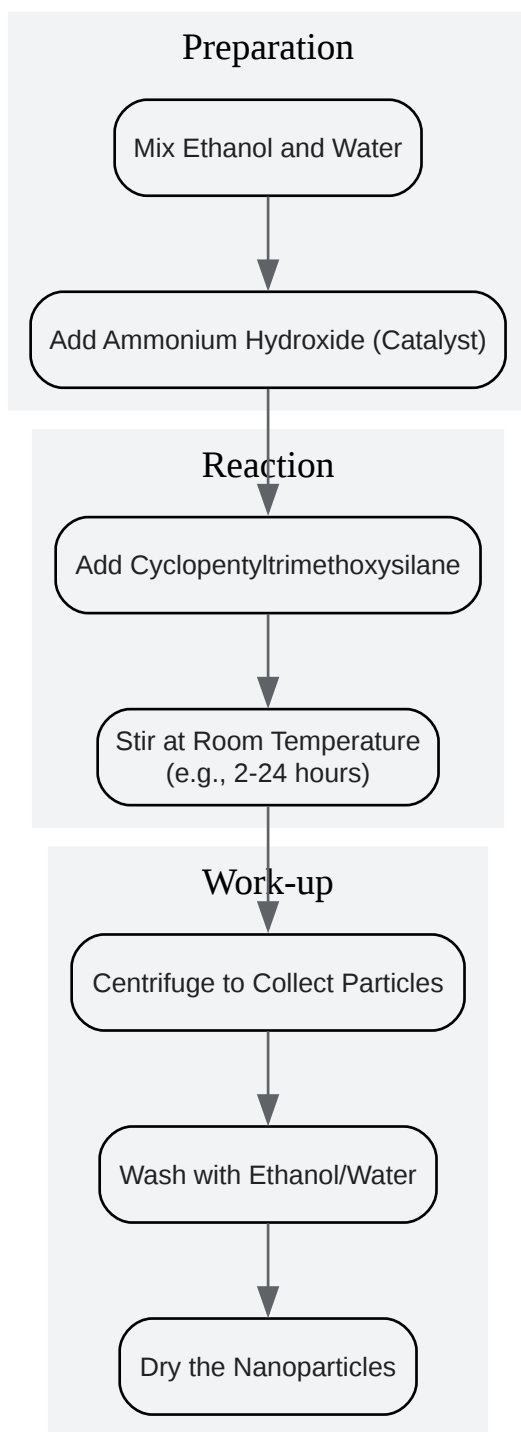 Preparation
Mix Ethanol and Water
Add Ammonium Hydroxide (Catalyst)
Reaction
Add Cyclopentyltrimethoxysilane
Stir at Room Temperature
(e.g., 2-24 hours)
Work-up
Centrifuge to Collect Particles
Wash with Ethanol/Water
Dry the Nanoparticles